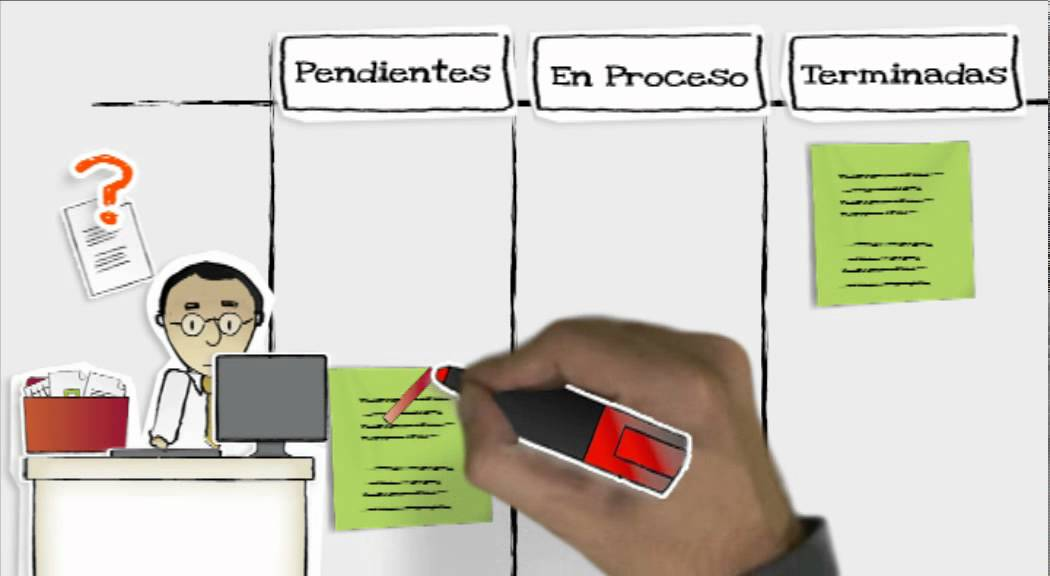 Pendientes
En Proceso
Terminadas
?